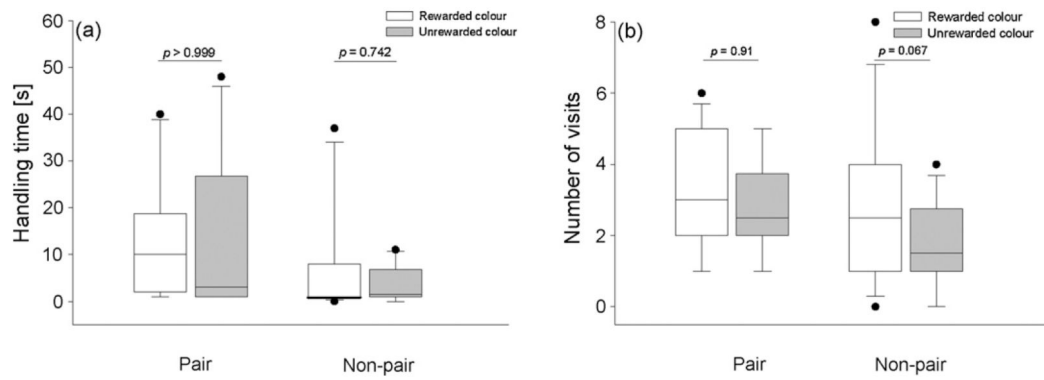 (a)
Rewarded colour
Unrewarded colour
p > 0.999
p = 0.742
60
50
40
30
20
10
0
Handling time [s]
Pair
Non-pair
(b)
Rewarded colour
Unrewarded colour
p = 0.91
p = 0.067
8
6
4
2
0
Number of visits
Pair
Non-pair